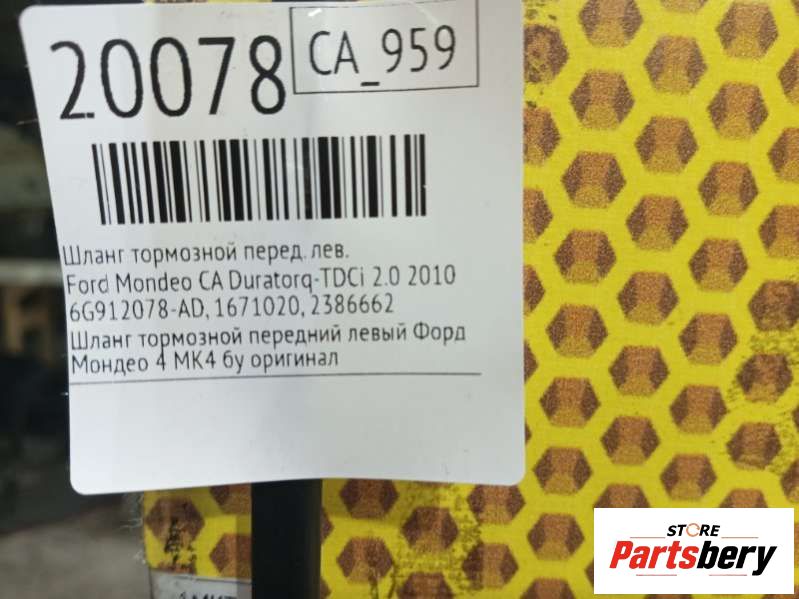 20078
CA_959
Шланг тормозной перед. лев.
Ford Mondeo CA Duratorq-TDCi 2.0 2010
6G912078-AD, 1671020, 2386662
Шланг тормозной передний левый Форд
Мондео 4 МК4 бу оригинал
STORE
Partsbery